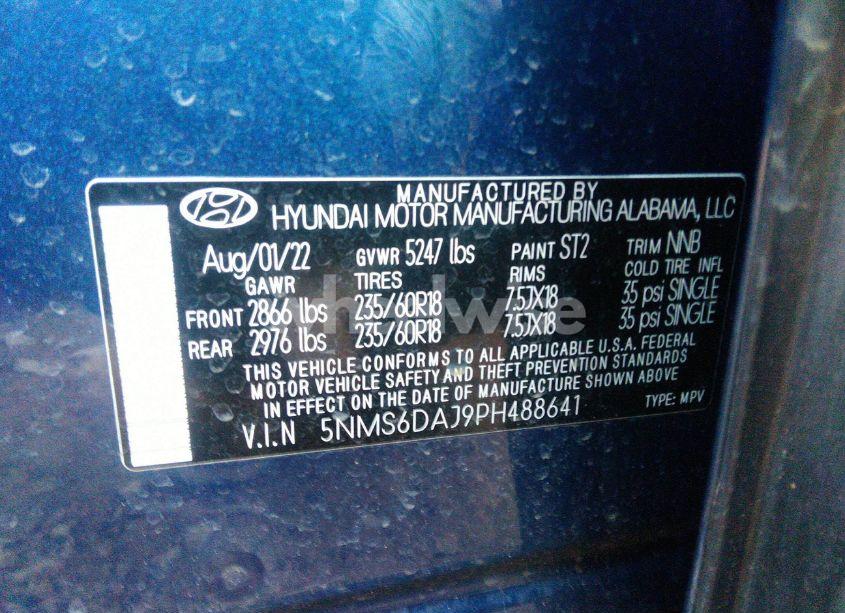 MANUFACTURED BY
HYUNDAI MOTOR MANUFACTURING ALABAMA, LLC
Aug/01/22 GVWR 5247 lbs PAINT ST2 TRIM NNB
GAWR TIRES RIMS COLD TIRE INFL
FRONT 2866 lbs 235/60R18 7.5JX18 35 psi SINGLE
REAR 2976 lbs 235/60R18 7.5JX18 35 psi SINGLE
THIS VEHICLE CONFORMS TO ALL APPLICABLE U.S.A. FEDERAL
MOTOR VEHICLE SAFETY AND THEFT PREVENTION STANDARDS
IN EFFECT ON THE DATE OF MANUFACTURE SHOWN ABOVE
V.I.N 5NMS6DAJ9PH488641 TYPE: MPV